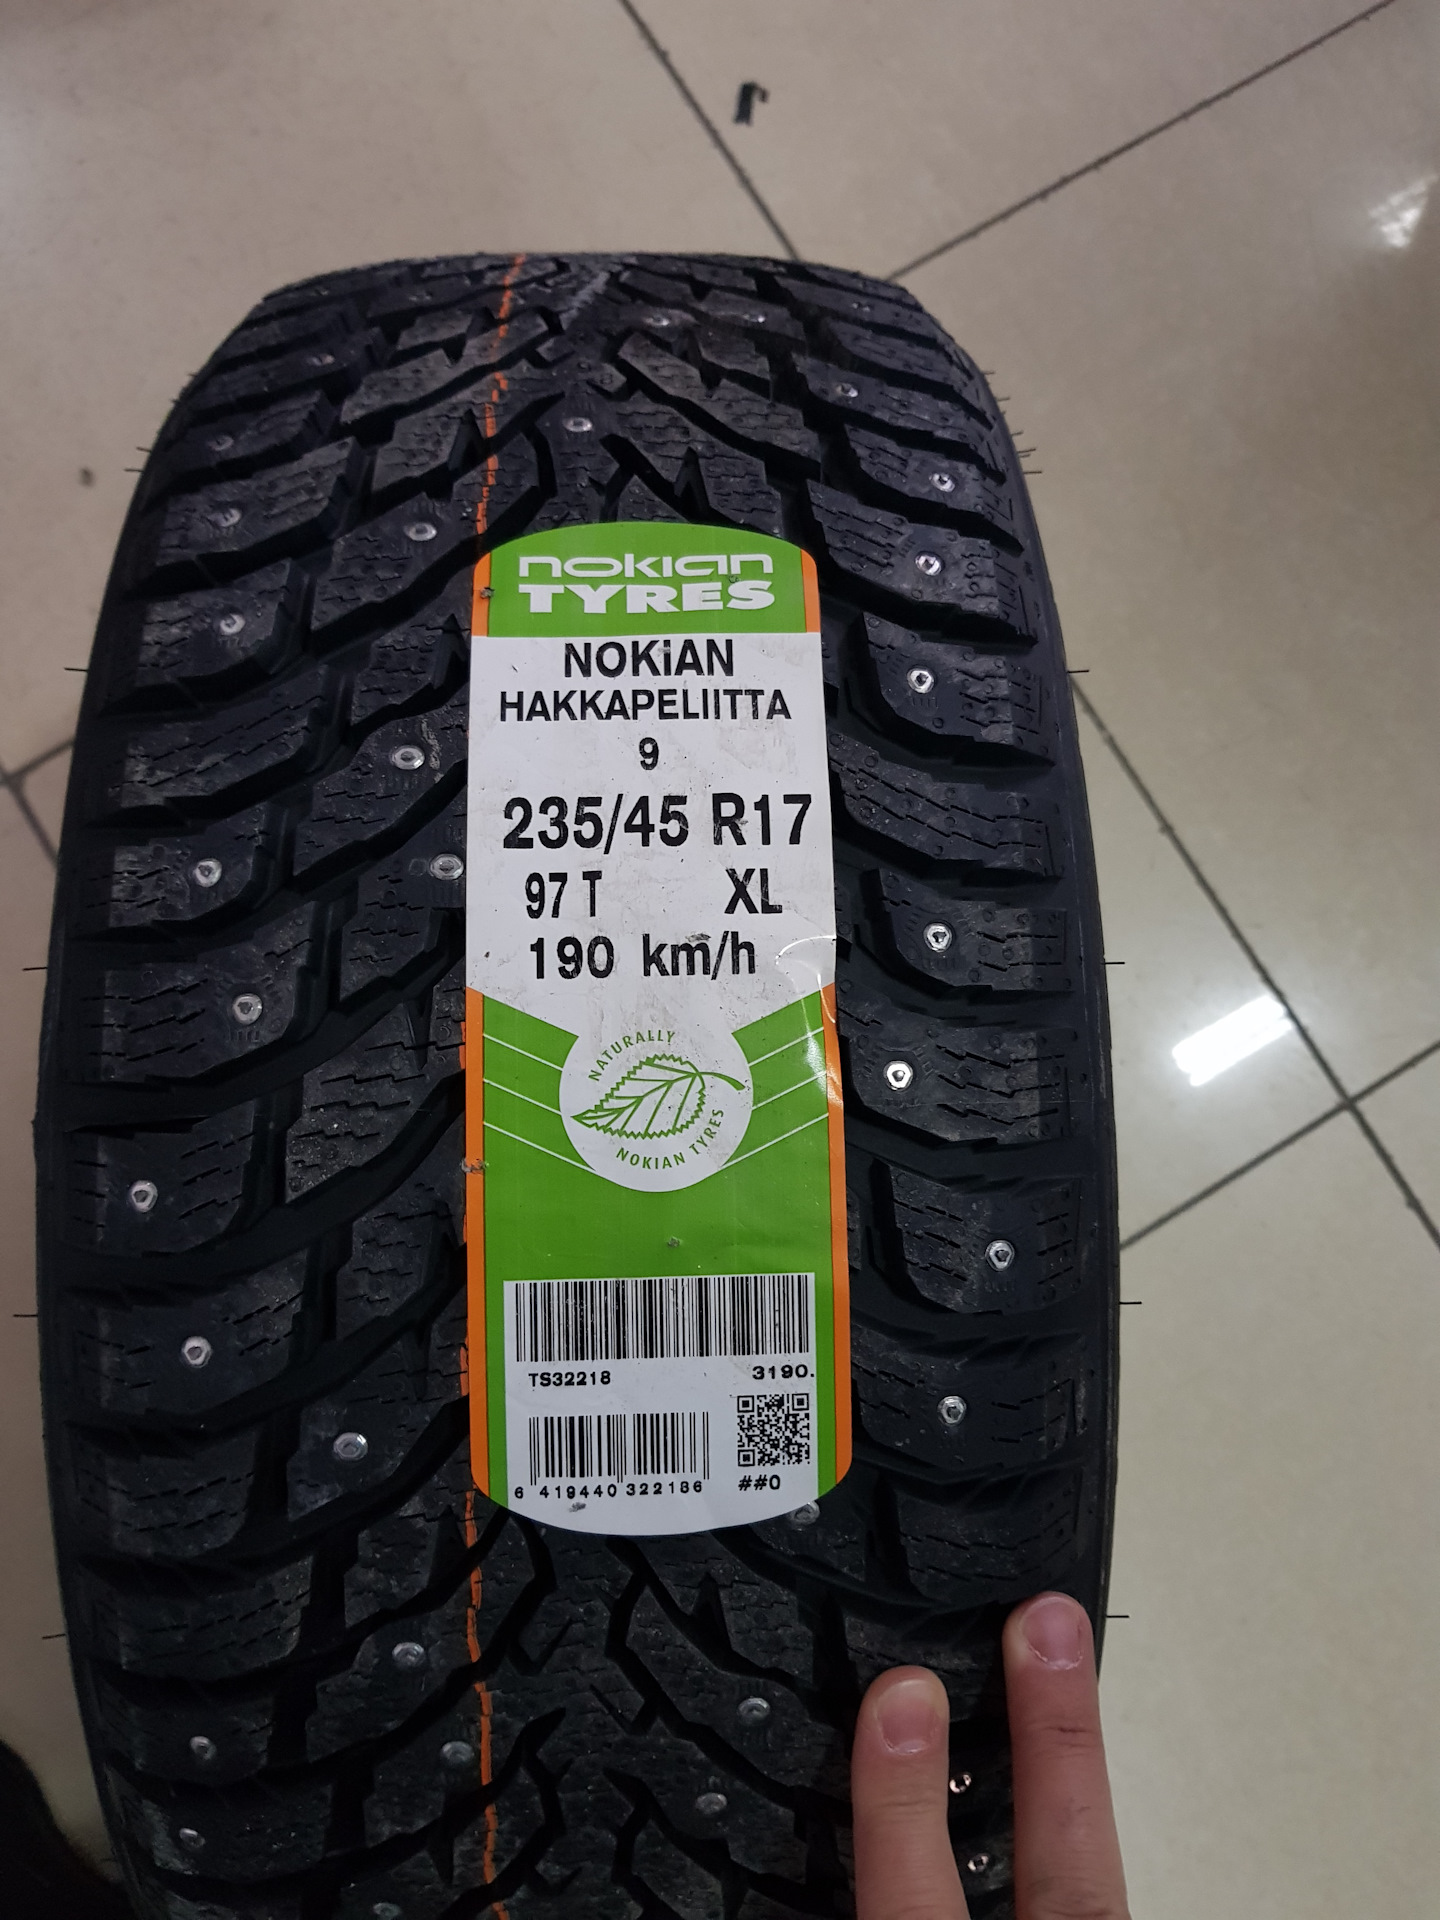 nokian
TYRES
NOKiAN
HAKKAPELIITTA
9
235/45 R17
97 T XL
190 km/h
NATURALLY
NOKIAN TYRES
TS32218 3190.
6 419440 322186 ##0